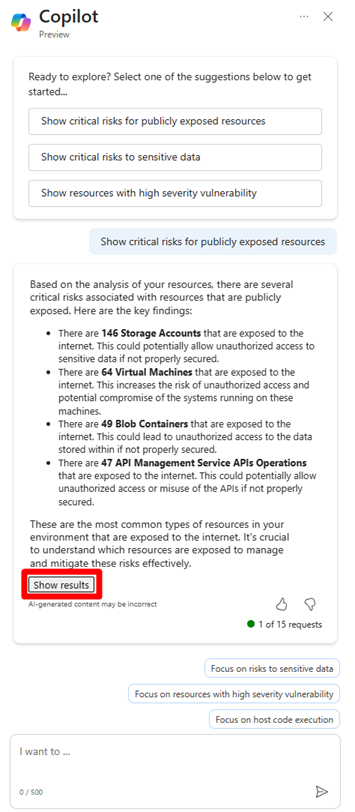 Copilot
Preview
Ready to explore? Select one of the suggestions below to get
started...
Show critical risks for publicly exposed resources
Show critical risks to sensitive data
Show resources with high severity vulnerability
Show critical risks for publicly exposed resources
Based on the analysis of your resources, there are several
critical risks associated with resources that are publicly
exposed. Here are the key findings:
• There are 146 Storage Accounts that are exposed to the
internet. This could potentially allow unauthorized access to
sensitive data if not properly secured.
• There are 64 Virtual Machines that are exposed to the
internet. This increases the risk of unauthorized access and
potential compromise of the systems running on these
machines.
• There are 49 Blob Containers that are exposed to the
internet. This could lead to unauthorized access to the data
stored within if not properly secured.
• There are 47 API Management Service APIs Operations
that are exposed to the internet. This could potentially allow
unauthorized access or misuse of the APIs if not properly
secured.
These are the most common types of resources in your
environment that are exposed to the internet. It's crucial
to understand which resources are exposed to manage
and mitigate these risks effectively.
Show results
AI-generated content may be incorrect
1 of 15 requests
Focus on risks to sensitive data
Focus on resources with high severity vulnerability
Focus on host code execution
I want to ...
0 / 500